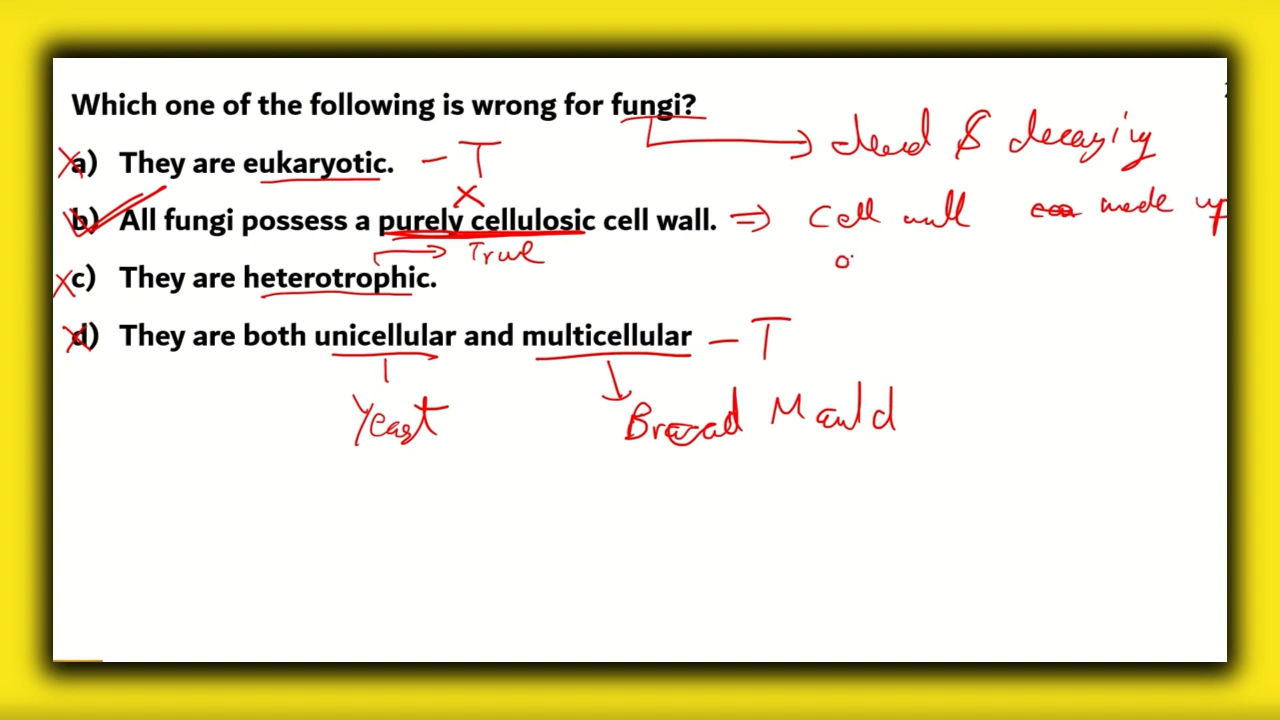 Which one of the following is wrong for fungi?
dead & decaying
a) They are eukaryotic. - T
X
b) All fungi possess a purely cellulosic cell wall. => Cell wall made up
True
o
c) They are heterotrophic.
d) They are both unicellular and multicellular - T
Yeast
Bread Mould